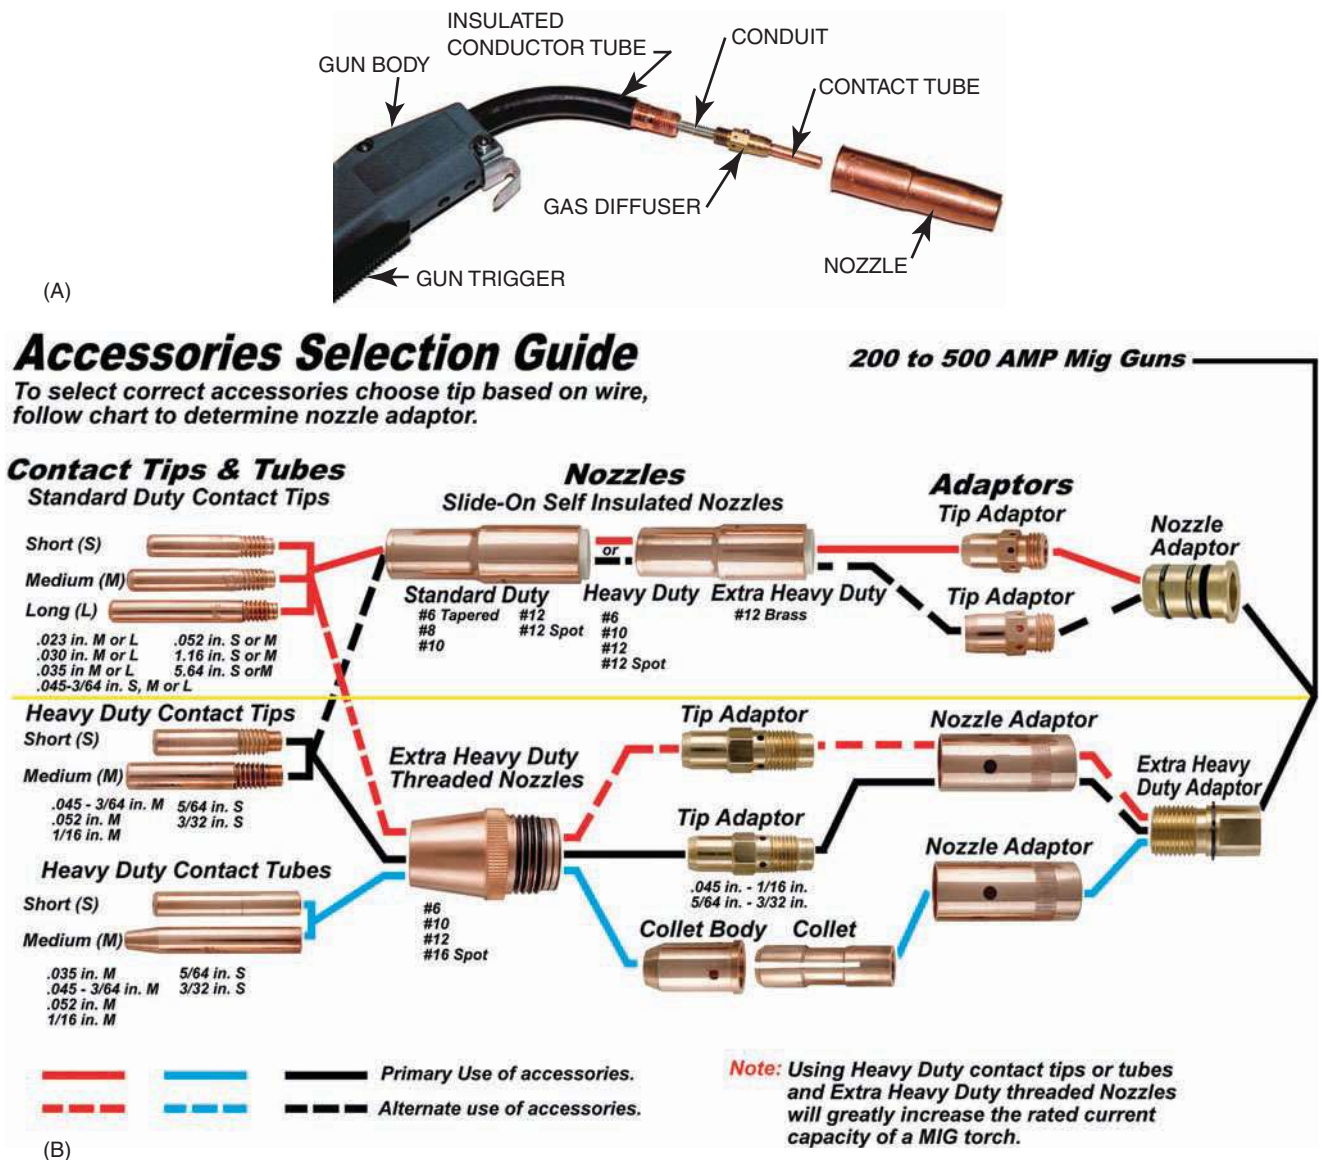 INSULATED
CONDUCTOR TUBE
CONDUIT
GUN BODY
CONTACT TUBE
GAS DIFFUSER
NOZZLE
GUN TRIGGER
(A)
Accessories Selection Guide
200 to 500 AMP Mig Guns
To select correct accessories choose tip based on wire,
follow chart to determine nozzle adaptor.
Contact Tips & Tubes
Standard Duty Contact Tips
Short (S)
Medium (M)
Long (L)
.023 in. M or L .052 in. S or M
.030 in. M or L 1.16 in. S or M
.035 in M or L 5.64 in. S orM
.045-3/64 in. S, M or L
Nozzles
Slide-On Self Insulated Nozzles
or
Standard Duty
#6 Tapered #12
#8 #12 Spot
#10
Heavy Duty
#6
#10
#12
#12 Spot
Extra Heavy Duty
#12 Brass
Adaptors
Tip Adaptor
Nozzle
Adaptor
Tip Adaptor
Heavy Duty Contact Tips
Short (S)
Medium (M)
.045 - 3/64 in. M 5/64 in. S
.052 in. M 3/32 in. S
1/16 in. M
Extra Heavy Duty
Threaded Nozzles
#6
#10
#12
#16 Spot
Tip Adaptor
Nozzle Adaptor
Extra Heavy
Duty Adaptor
Tip Adaptor
.045 in. - 1/16 in.
5/64 in. - 3/32 in.
Nozzle Adaptor
Heavy Duty Contact Tubes
Short (S)
Medium (M)
.035 in. M 5/64 in. S
.045 - 3/64 in. M 3/32 in. S
.052 in. M
1/16 in. M
Collet Body Collet
Primary Use of accessories.
Alternate use of accessories.
Note: Using Heavy Duty contact tips or tubes
and Extra Heavy Duty threaded Nozzles
will greatly increase the rated current
capacity of a MIG torch.
(B)